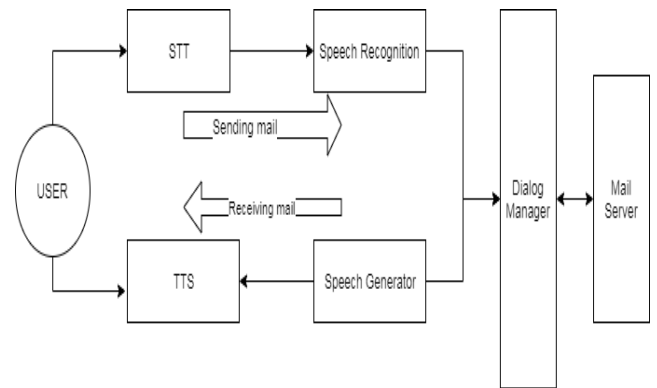 STT
Speech Recognition
Sending mail
USER
Receiving mail
Dialog
Manager
Mail
Server
TTS
Speech Generator